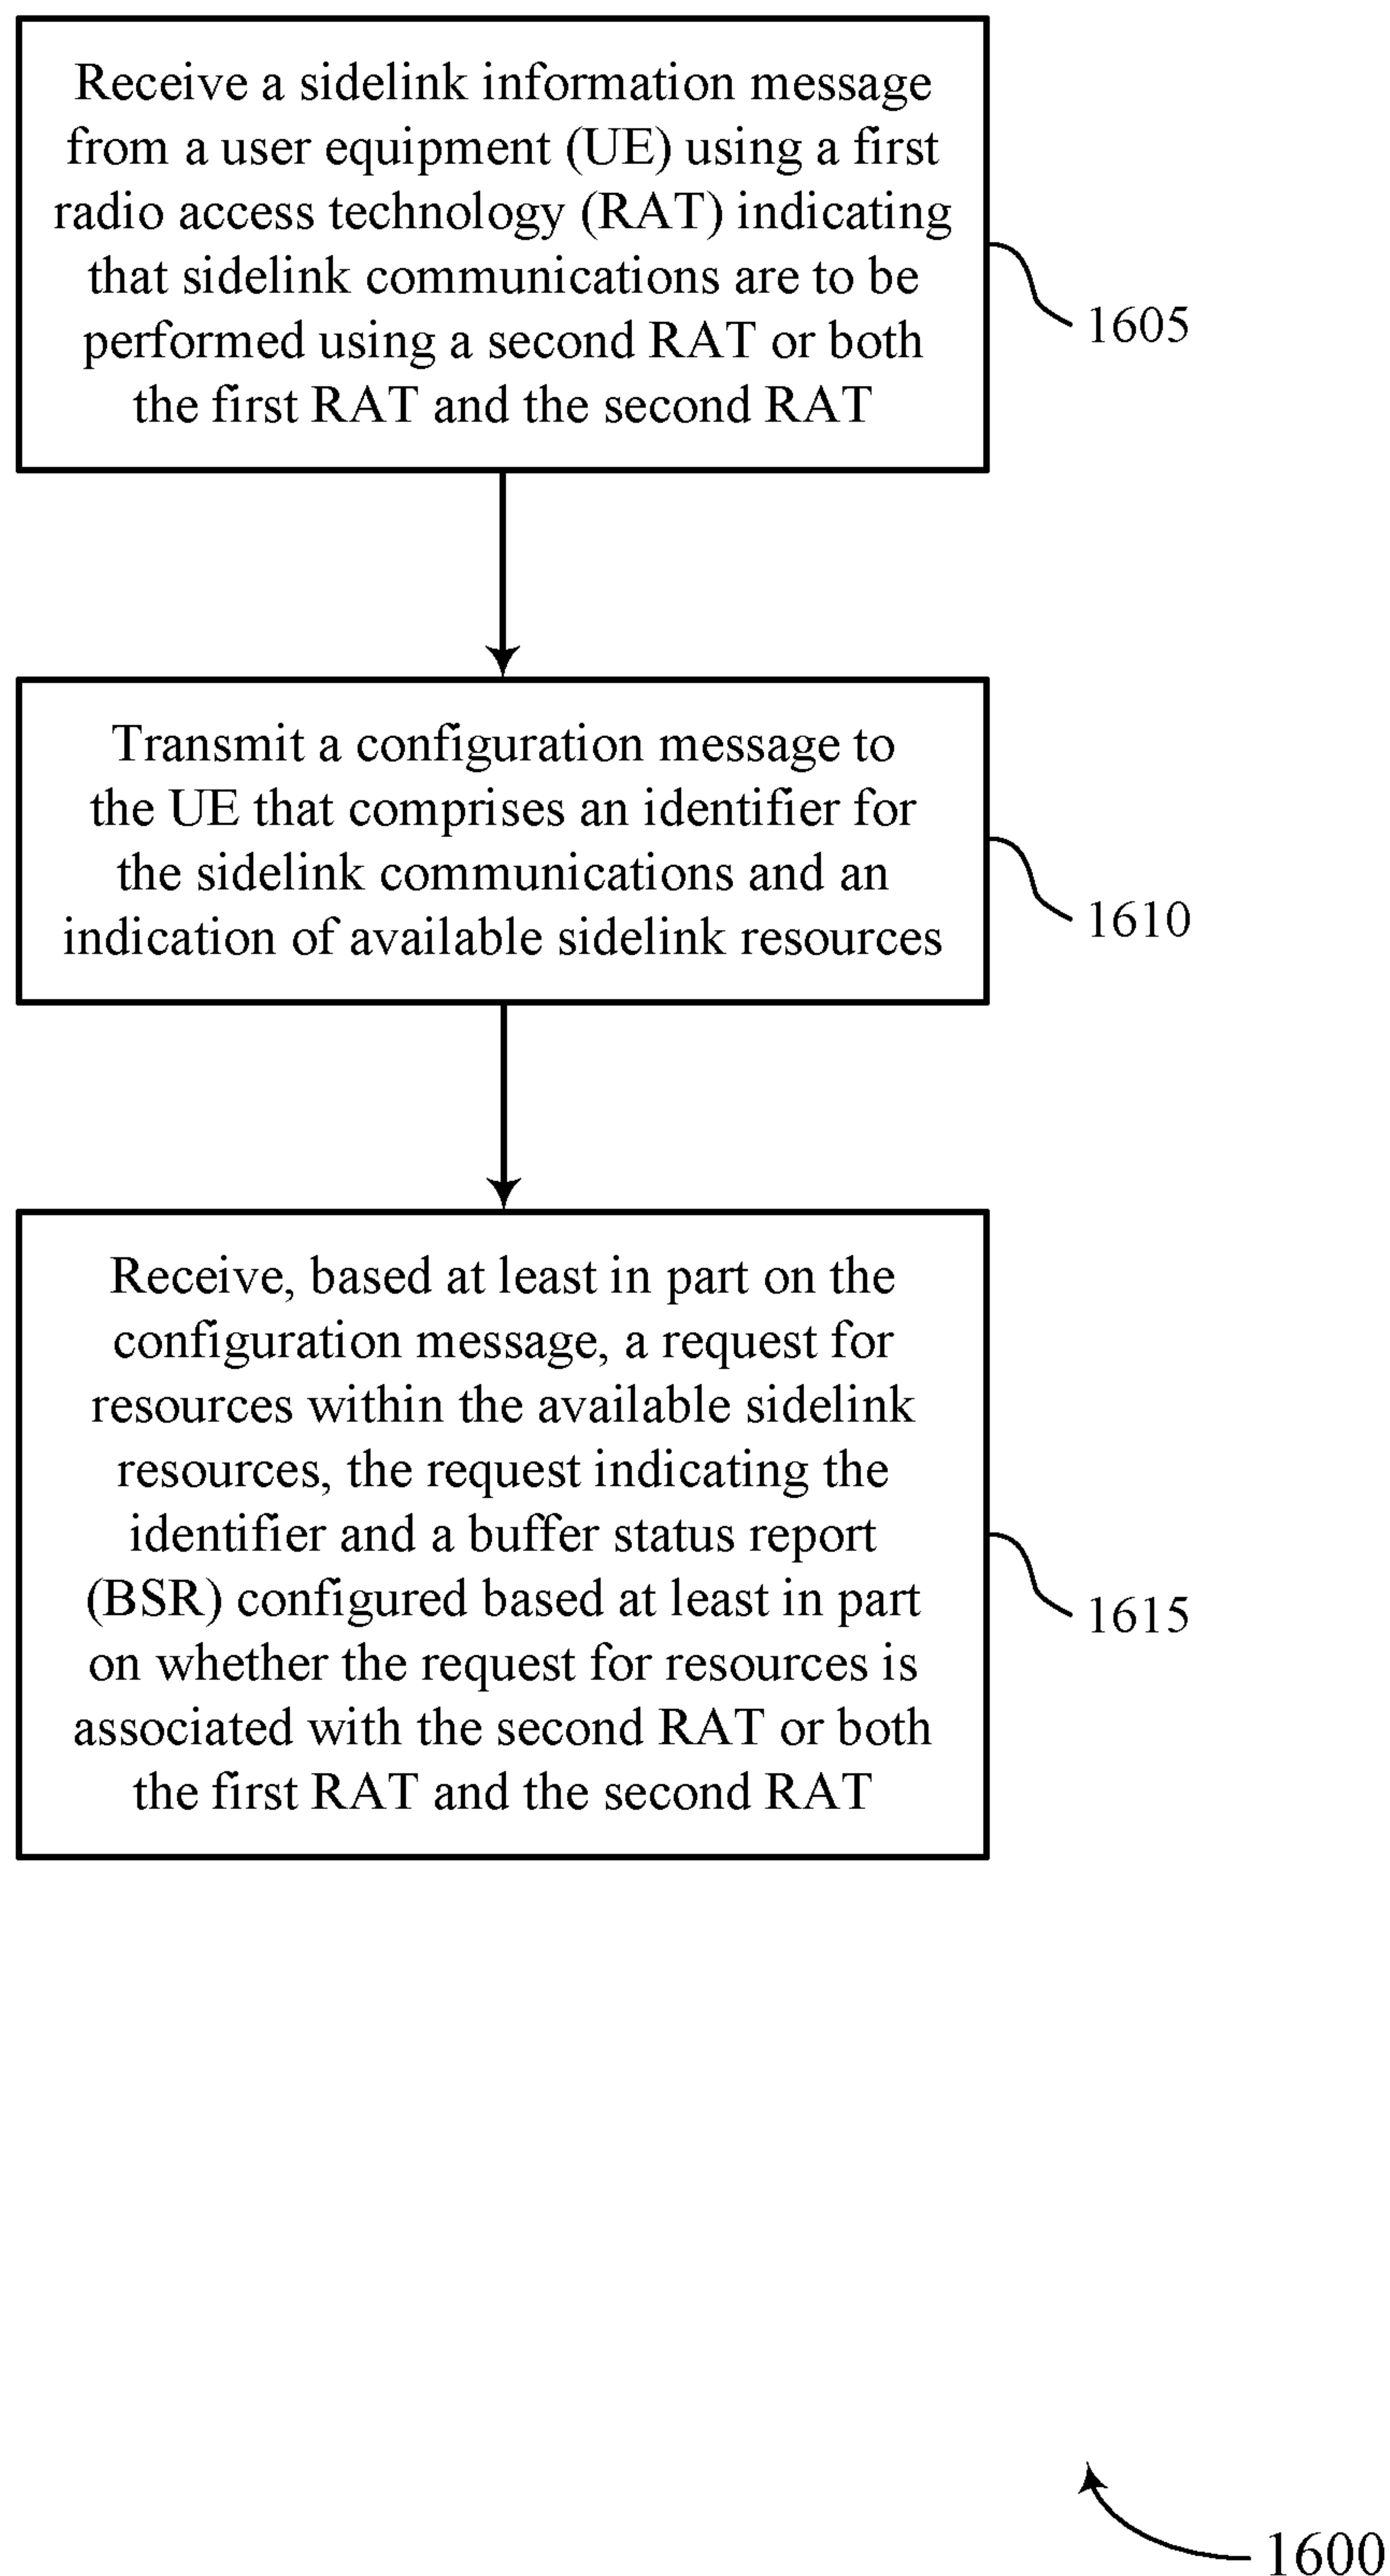 Receive a sidelink information message
from a user equipment (UE) using a first
radio access technology (RAT) indicating
that sidelink communications are to be
performed using a second RAT or both
the first RAT and the second RAT
1605
Transmit a configuration message to
the UE that comprises an identifier for
the sidelink communications and an
indication of available sidelink resources
1610
Receive, based at least in part on the
configuration message, a request for
resources within the available sidelink
resources, the request indicating the
identifier and a buffer status report
(BSR) configured based at least in part
on whether the request for resources is
associated with the second RAT or both
the first RAT and the second RAT
1615
1600